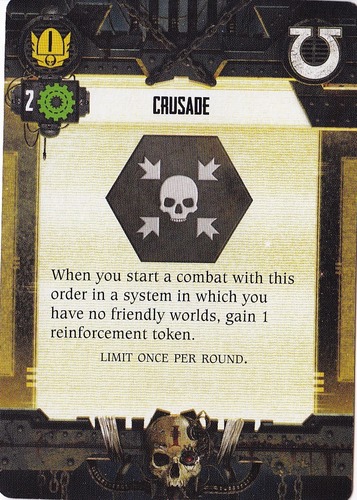 2
CRUSADE
When you start a combat with this
order in a system in which you
have no friendly worlds, gain 1
reinforcement token.
LIMIT ONCE PER ROUND.